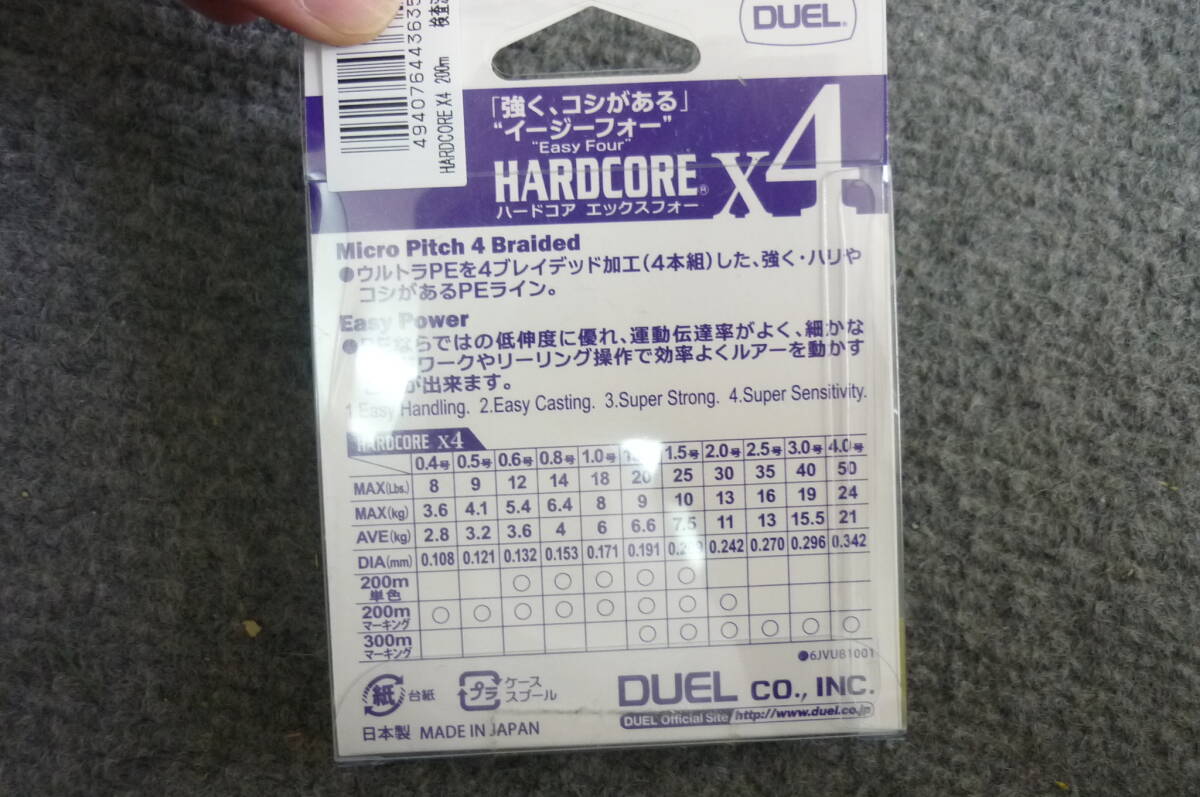 494076443635
HARDCORE X4 200m 検査
DUEL®
「強く、コシがある」
"イージーフォー"
"Easy Four"
HARDCORE® X4
ハードコア エックスフォー
Micro Pitch 4 Braided
●ウルトラPEを4ブレイデッド加工(4本組)した、強く・ハリや
コシがあるPEライン。
Easy Power
●PEならではの低伸度に優れ、運動伝達率がよく、細かな
ワークやリーリング操作で効率よくルアーを動かす
が出来ます。
1.Easy Handling. 2.Easy Casting. 3.Super Strong. 4.Super Sensitivity.
HARDCORE X4
0.4号 0.5号 0.6号 0.8号 1.0号 1.5号 2.0号 2.5号 3.0号 4.0号
MAX(Lbs.) 8 9 12 14 18 20 25 30 35 40 50
MAX(kg) 3.6 4.1 5.4 6.4 8 9 10 13 16 19 24
AVE(kg) 2.8 3.2 3.6 4 6 6.6 7.5 11 13 15.5 21
DIA(mm) 0.108 0.121 0.132 0.153 0.171 0.191 0.242 0.270 0.296 0.342
200m
単色 ○ ○ ○ ○ ○
200m
マーキング ○ ○ ○ ○ ○ ○ ○ ○
300m
マーキング ○ ○ ○ ○ ○ ○
●6JVU81001
紙 台紙 プラ ケース
スプール
DUEL CO., INC.
DUEL Official Site http://www.duel.co.jp
日本製 MADE IN JAPAN